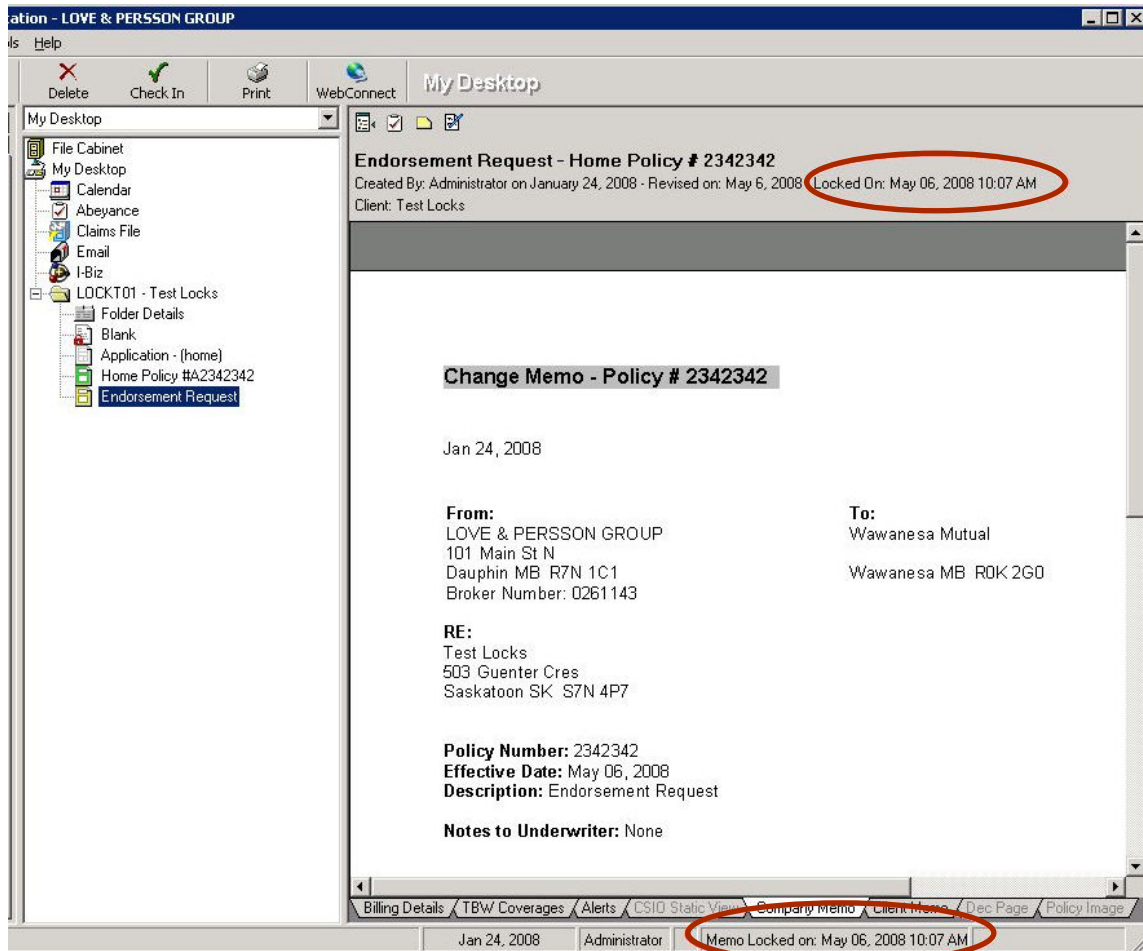 ation - LOVE & PERSSON GROUP
ls Help
Delete Check In Print WebConnect My Desktop
My Desktop
File Cabinet
My Desktop
Calendar
Abeyance
Claims File
Email
I-Biz
LOCKT01 - Test Locks
Folder Details
Blank
Application - (home)
Home Policy #A2342342
Endorsement Request
Endorsement Request - Home Policy # 2342342
Created By: Administrator on January 24, 2008 - Revised on: May 6, 2008 Locked On: May 06, 2008 10:07 AM
Client: Test Locks
Change Memo - Policy # 2342342
Jan 24, 2008
From:
LOVE & PERSSON GROUP
101 Main St N
Dauphin MB R7N 1C1
Broker Number: 0261143
To:
Wawanesa Mutual
Wawanesa MB R0K 2G0
RE:
Test Locks
503 Guenter Cres
Saskatoon SK S7N 4P7
Policy Number: 2342342
Effective Date: May 06, 2008
Description: Endorsement Request
Notes to Underwriter: None
Billing Details TBW Coverages Alerts CSIO Static View Company Memo Client Memo Dec Page Policy Image
Jan 24, 2008 Administrator Memo Locked on: May 06, 2008 10:07 AM